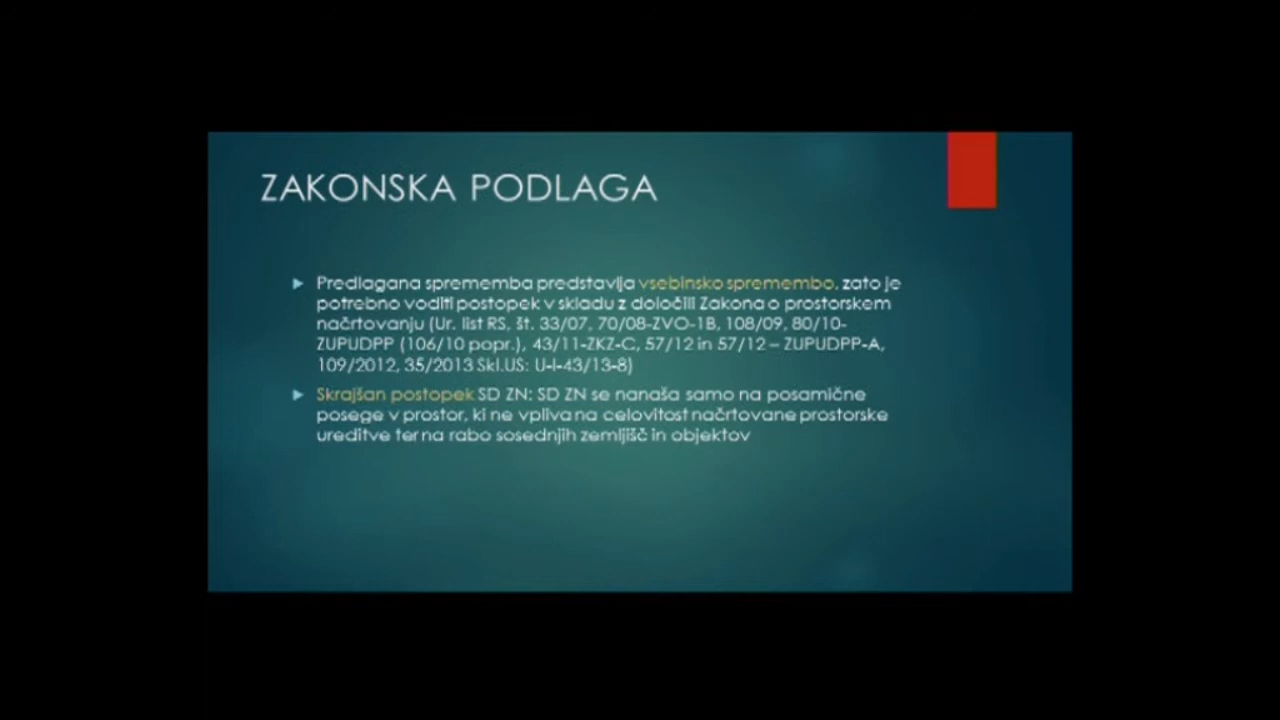 ZAKONSKA PODLAGA
Predlagana sprememba predstavlja vsebinsko spremembo, zato je
potrebno voditi postopek v skladu z določili Zakona o prostorskem
načrtovanju (Ur. list RS, št. 33/07, 70/08-ZVO-1B, 108/09, 80/10-
ZUPUDPP (106/10 popr.), 43/11-ZKZ-C, 57/12 in 57/12 – ZUPUDPP-A,
109/2012, 35/2013 Skl.US: U-I-43/13-8)
Skrajšan postopek SD ZN: SD ZN se nanaša samo na posamične
posege v prostor, ki ne vpliva na celovitost načrtovane prostorske
ureditve ter na rabo sosednjih zemljišč in objektov